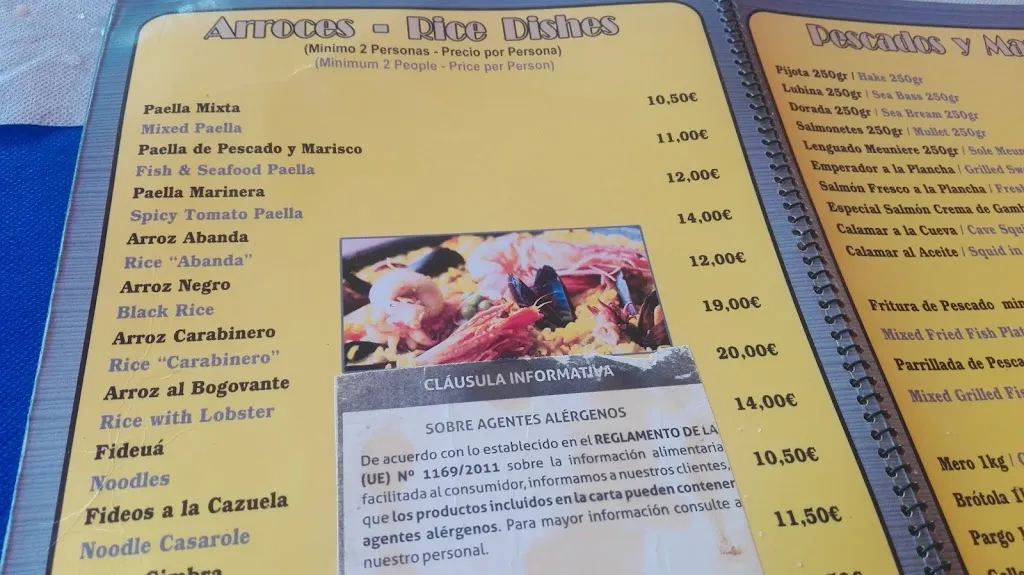 Arroces - Rice Dishes
(Mínimo 2 Personas - Precio por Persona)
(Minimum 2 People - Price per Person)
Paella Mixta 10,50€
Mixed Paella
Paella de Pescado y Marisco 11,00€
Fish & Seafood Paella
Paella Marinera 12,00€
Spicy Tomato Paella
Arroz Abanda 14,00€
Rice “Abanda”
Arroz Negro 12,00€
Black Rice
Arroz Carabinero 19,00€
Rice “Carabinero”
Arroz al Bogovante 20,00€
Rice with Lobster
Fideuá 14,00€
Noodles
Fideos a la Cazuela 10,50€
Noodle Casarole
11,50€
CLÁUSULA INFORMATIVA
SOBRE AGENTES ALÉRGENOS
De acuerdo con lo establecido en el REGLAMENTO DE LA
(UE) Nº 1169/2011 sobre la información alimentaria
facilitada al consumidor, informamos a nuestros clientes,
que los productos incluidos en la carta pueden contener
agentes alérgenos. Para mayor información consulte a
nuestro personal.
Pescados y
Pijota 250gr / Hake 250gr
Lubina 250gr / Sea Bass 250gr
Dorada 250gr / Sea Bream 250gr
Salmonetes 250gr / Mullet 250gr
Lenguado Meuniere 250gr / Sole
Emperador a la Plancha / Grilled
Salmón Fresco a la Plancha /
Especial Salmón Crema de
Calamar a la Cueva / Cave
Calamar al Aceite / Squid in
Fritura de Pescado
Mixed Fried Fish
Parrillada de
Mixed Grilled
Mero 1kg /
Brótola
Pargo